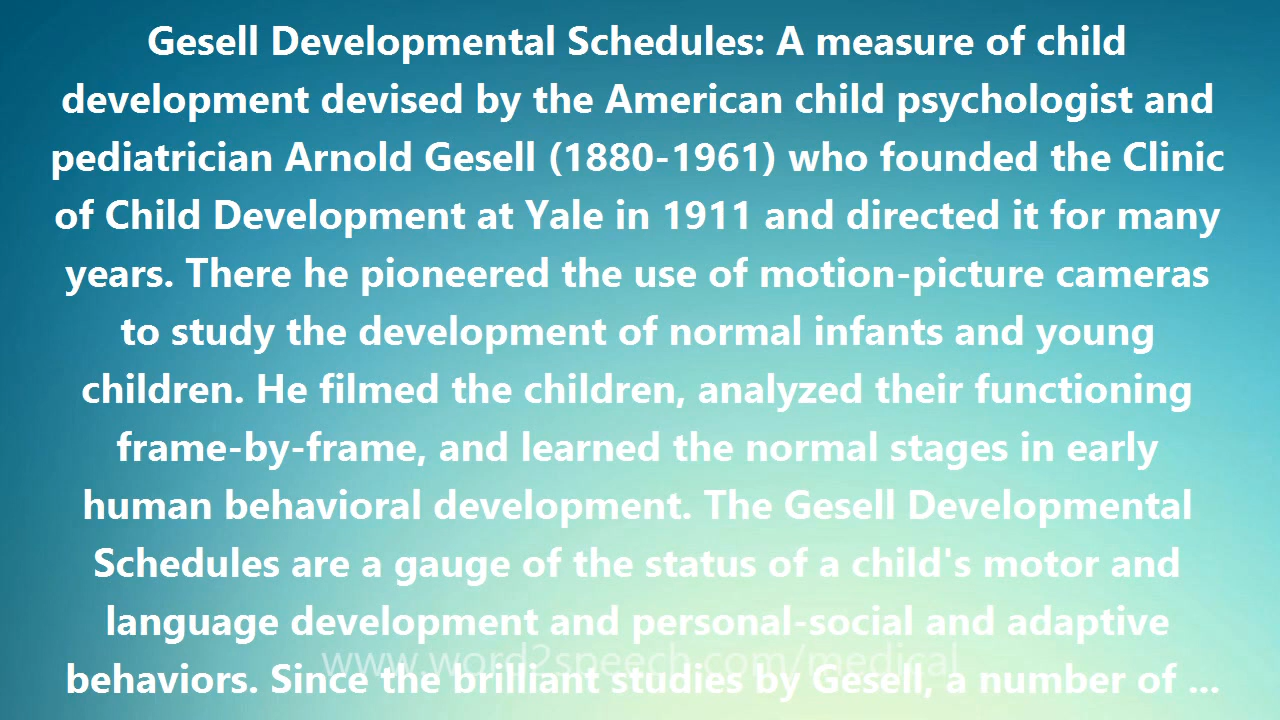 Gesell Developmental Schedules: A measure of child
development devised by the American child psychologist and
pediatrician Arnold Gesell (1880-1961) who founded the Clinic
of Child Development at Yale in 1911 and directed it for many
years. There he pioneered the use of motion-picture cameras
to study the development of normal infants and young
children. He filmed the children, analyzed their functioning
frame-by-frame, and learned the normal stages in early
human behavioral development. The Gesell Developmental
Schedules are a gauge of the status of a child's motor and
language development and personal-social and adaptive
www.word2speech.com/medical
behaviors. Since the brilliant studies by Gesell, a number of ...